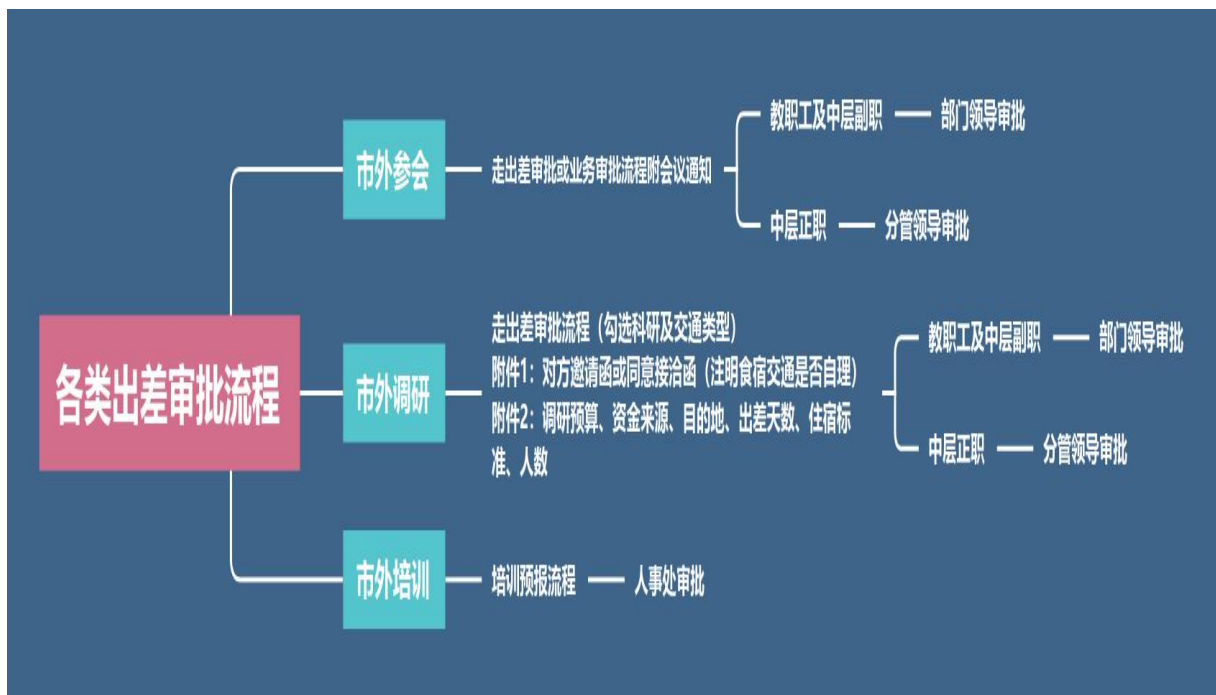 各类出差审批流程
市外参会
走出差审批或业务审批流程附会议通知
教职工及中层副职
部门领导审批
中层正职
分管领导审批
市外调研
走出差审批流程（勾选科研及交通类型）
附件1：对方邀请函或同意接洽函（注明食宿交通是否自理）
附件2：调研预算、资金来源、目的地、出差天数、住宿标
准、人数
教职工及中层副职
部门领导审批
中层正职
分管领导审批
市外培训
培训预报流程
人事处审批